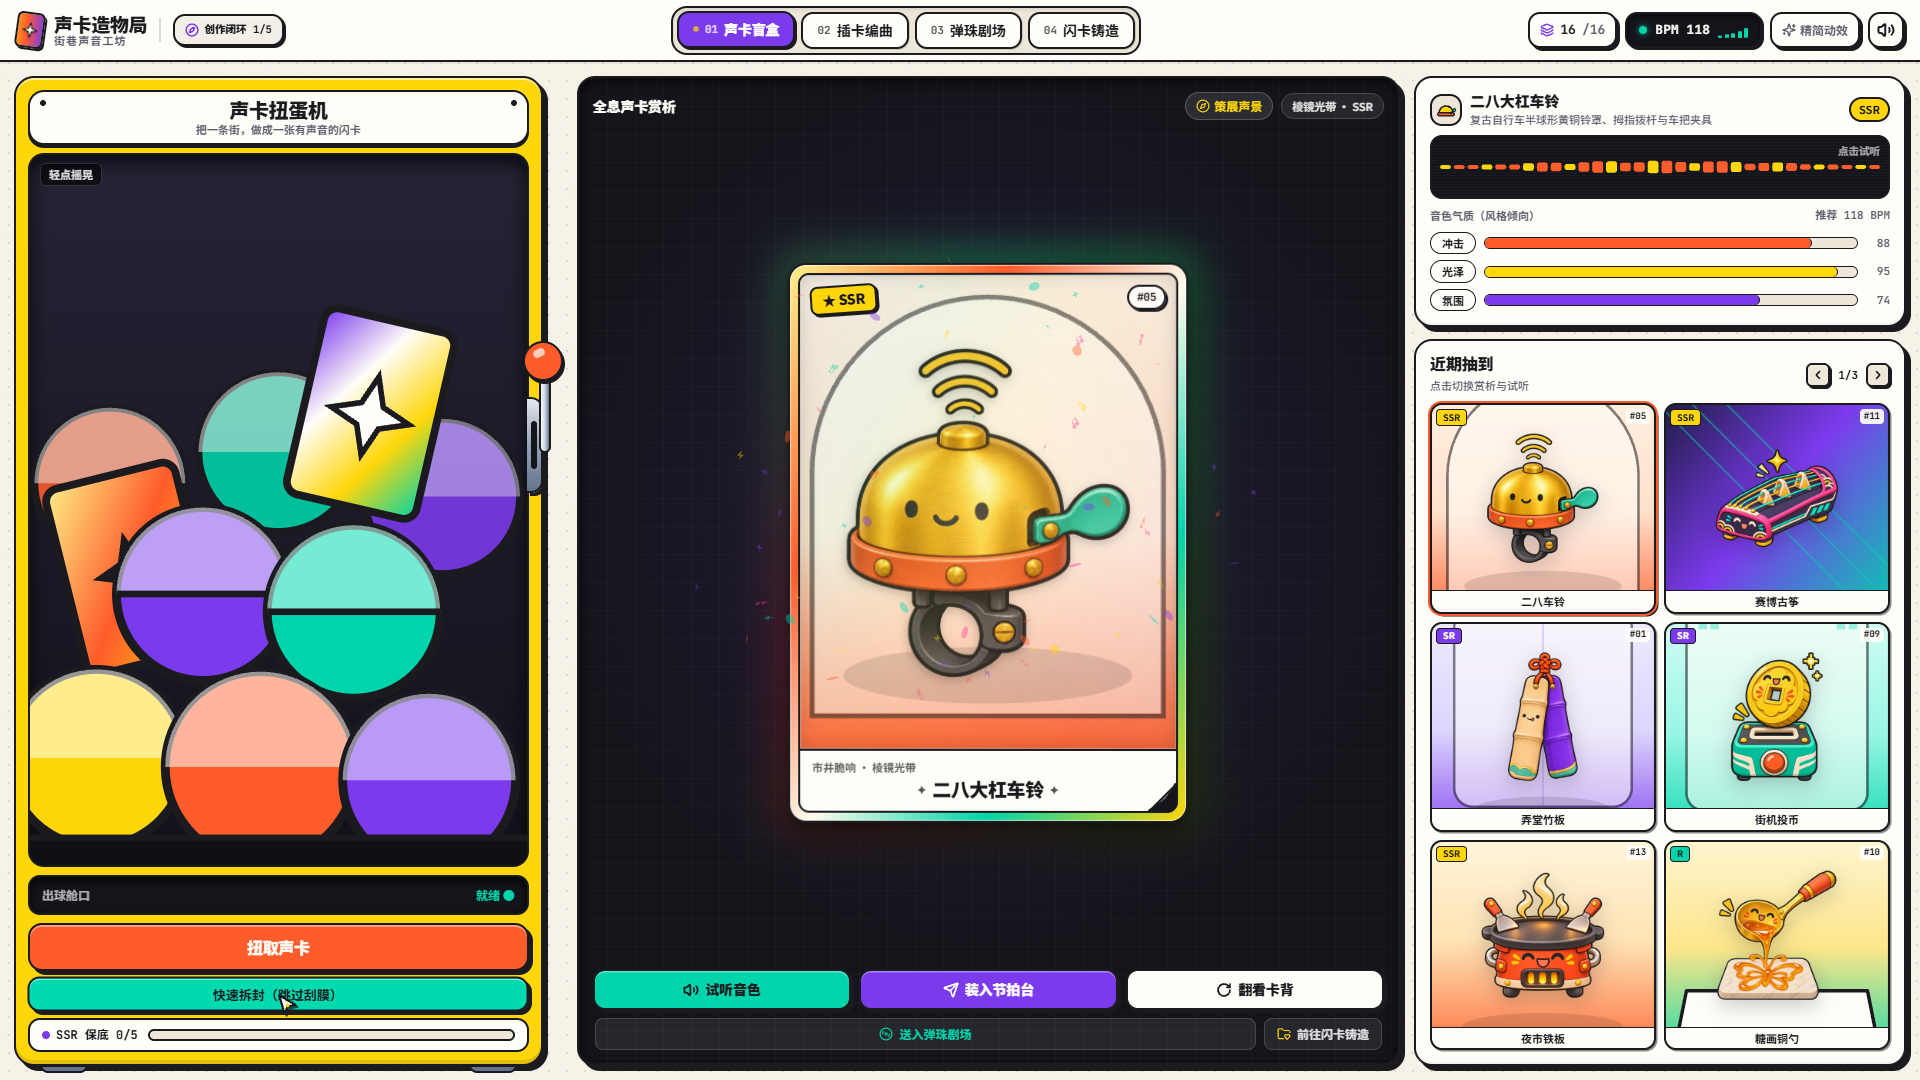 声卡造物局
街巷声音工坊
创作闭环 1/5
01 声卡盲盒
02 插卡编曲
03 弹珠剧场
04 闪卡铸造
16 /16
BPM 118
精简动效
声卡扭蛋机
把一条街，做成一张有声音的闪卡
轻点摇晃
出球舱口
就绪
扭取声卡
快速拆封（跳过刮膜）
SSR 保底 0/5
全息声卡赏析
策展声景
棱镜光带 • SSR
★ SSR
#05
市井脆响 • 棱镜光带
✦ 二八大杠车铃 ✦
试听音色
装入节拍台
翻看卡背
送入弹珠剧场
前往闪卡铸造
二八大杠车铃
复古自行车半球形黄铜铃罩、拇指拨杆与车把夹具
SSR
点击试听
音色气质（风格倾向）
推荐 118 BPM
冲击
88
光泽
95
氛围
74
近期抽到
点击切换赏析与试听
1/3
SSR
#05
二八车铃
SSR
#11
赛博古筝
SR
#01
弄堂竹板
SR
#09
街机投币
SSR
#13
夜市铁板
R
#10
糖画铜勺